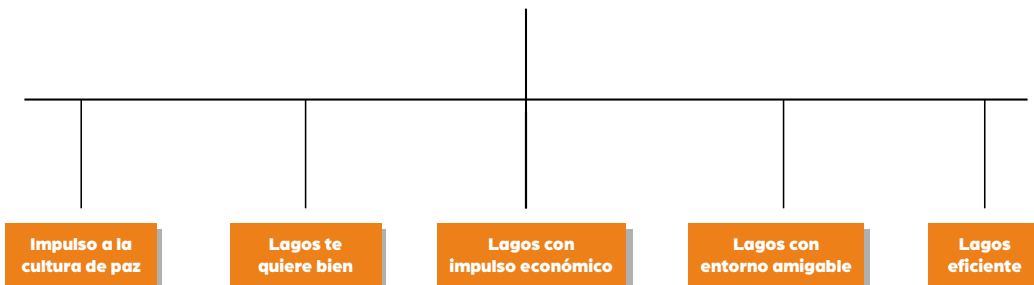 Impulso a la
cultura de paz
Lagos te
quiere bien
Lagos con
impulso económico
Lagos con
entorno amigable
Lagos
eficiente